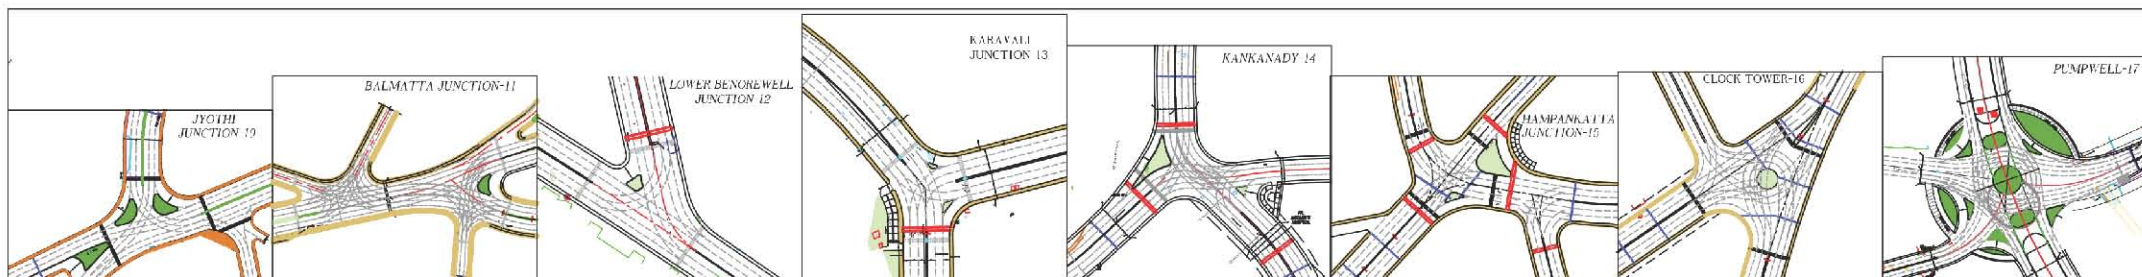 JYOTHI
JUNCTION 10
BALMATTA JUNCTION-11
LOWER BENOREWELL
JUNCTION 12
KARAVALI
JUNCTION 13
KANKANADY 14
HAMPANKATTA
JUNCTION-15
CLOCK TOWER-16
PUMPWELL-17